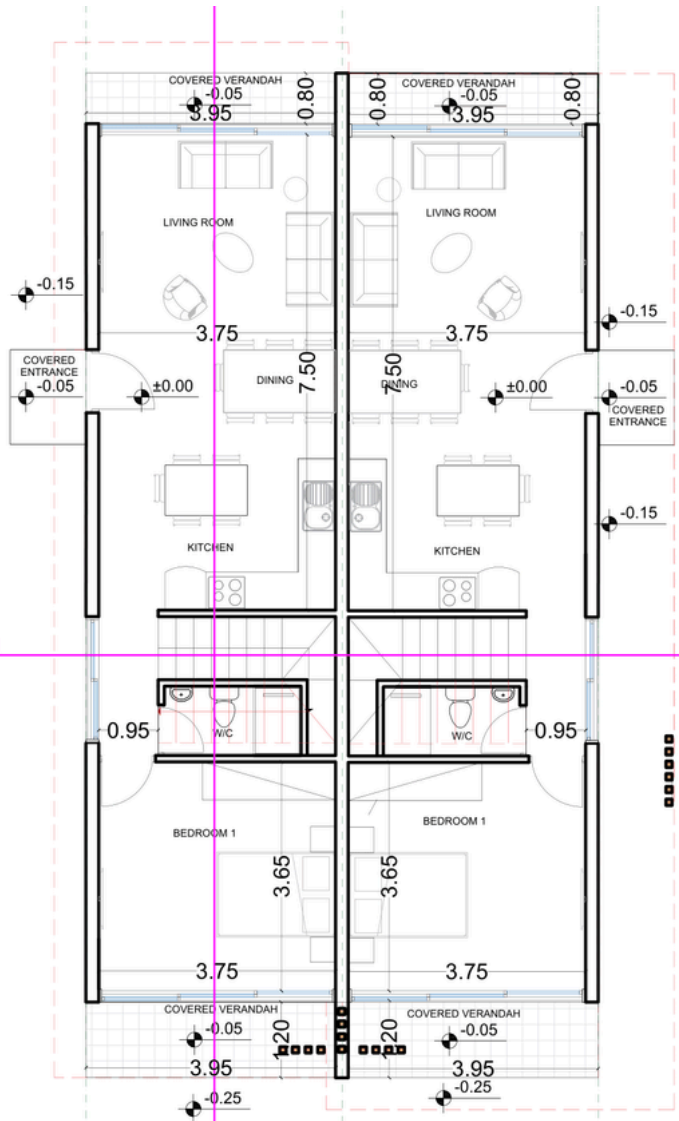 COVERED VERANDAH
-0.05
3.95
0.80
COVERED VERANDAH
-0.05
3.95
0.80
0.80
LIVING ROOM
LIVING ROOM
-0.15
-0.15
3.75
3.75
7.50
7.50
COVERED
ENTRANCE
-0.05
±0.00
DINING
DINING
±0.00
-0.05
COVERED
ENTRANCE
-0.15
KITCHEN
KITCHEN
0.95
W/C
W/C
0.95
BEDROOM 1
BEDROOM 1
3.65
3.65
3.75
3.75
COVERED VERANDAH
-0.05
1.20
3.95
COVERED VERANDAH
-0.05
1.20
3.95
-0.25
-0.25